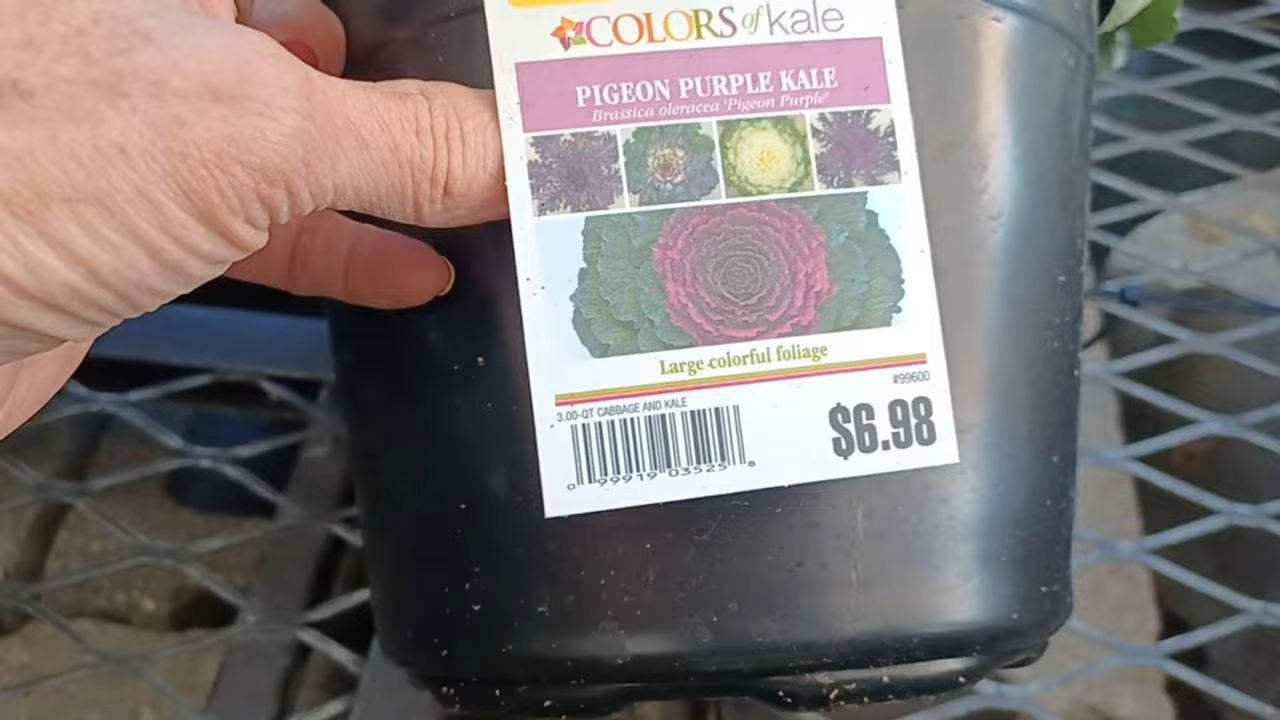 COLORS of kale
PIGEON PURPLE KALE
Brassica oleracea 'Pigeon Purple'
Large colorful foliage
#99600
3.00-QT CABBAGE AND KALE
$6.98
0 99919 03525 8